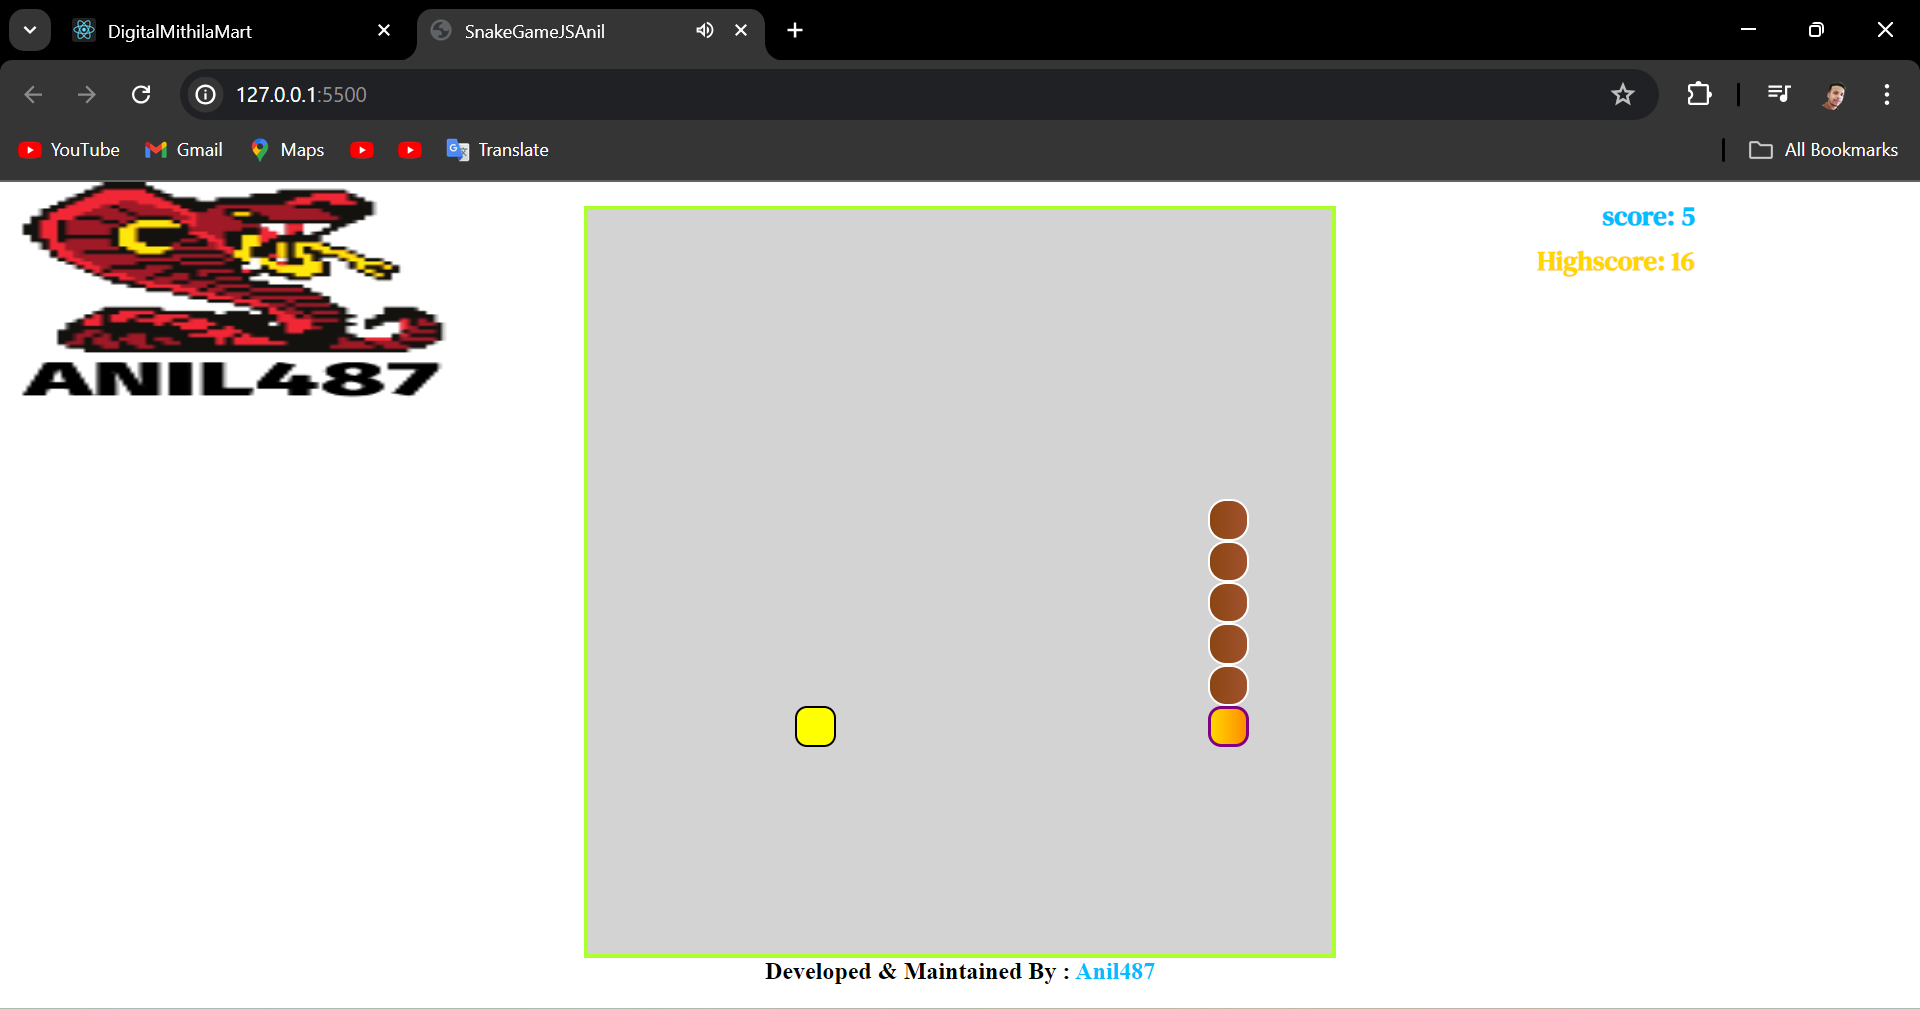 DigitalMithilaMart
SnakeGameJSAnil
127.0.0.1:5500
YouTube
Gmail
Maps
Translate
All Bookmarks
ANIL487
score: 5
Highscore: 16
Developed & Maintained By : Anil487